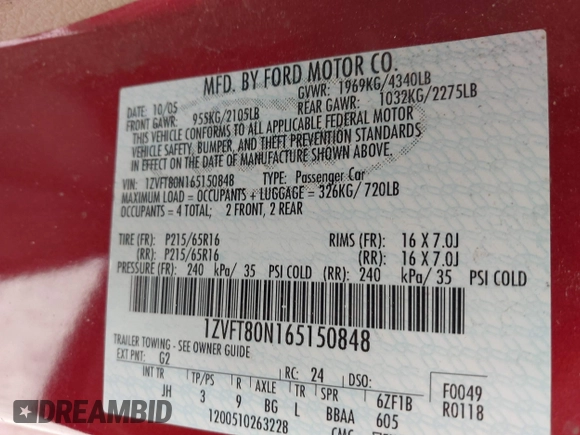 MFD. BY FORD MOTOR CO.
DATE: 10/05 GVWR: 1969KG/4340LB
FRONT GAWR: 955KG/2105LB REAR GAWR: 1032KG/2275LB
THIS VEHICLE CONFORMS TO ALL APPLICABLE FEDERAL MOTOR
VEHICLE SAFETY, BUMPER, AND THEFT PREVENTION STANDARDS
IN EFFECT ON THE DATE OF MANUFACTURE SHOWN ABOVE.
VIN: 1ZVFT80N165150848 TYPE: Passenger Car
MAXIMUM LOAD = OCCUPANTS + LUGGAGE = 326KG/ 720LB
OCCUPANTS = 4 TOTAL; 2 FRONT, 2 REAR
TIRE (FR): P215/65R16 RIMS (FR): 16 X 7.0J
(RR): P215/65R16 (RR): 16 X 7.0J
PRESSURE (FR): 240 kPa/ 35 PSI COLD (RR): 240 kPa/ 35 PSI COLD
1ZVFT80N165150848
TRAILER TOWING - SEE OWNER GUIDE
EXT PNT: G2 RC: 24 DSO: F0049
INT TR TP/PS R AXLE TR SPR 6ZF1B R0118
JH 3 9 BG L BBAA 605
1200510263228
DREAMBID